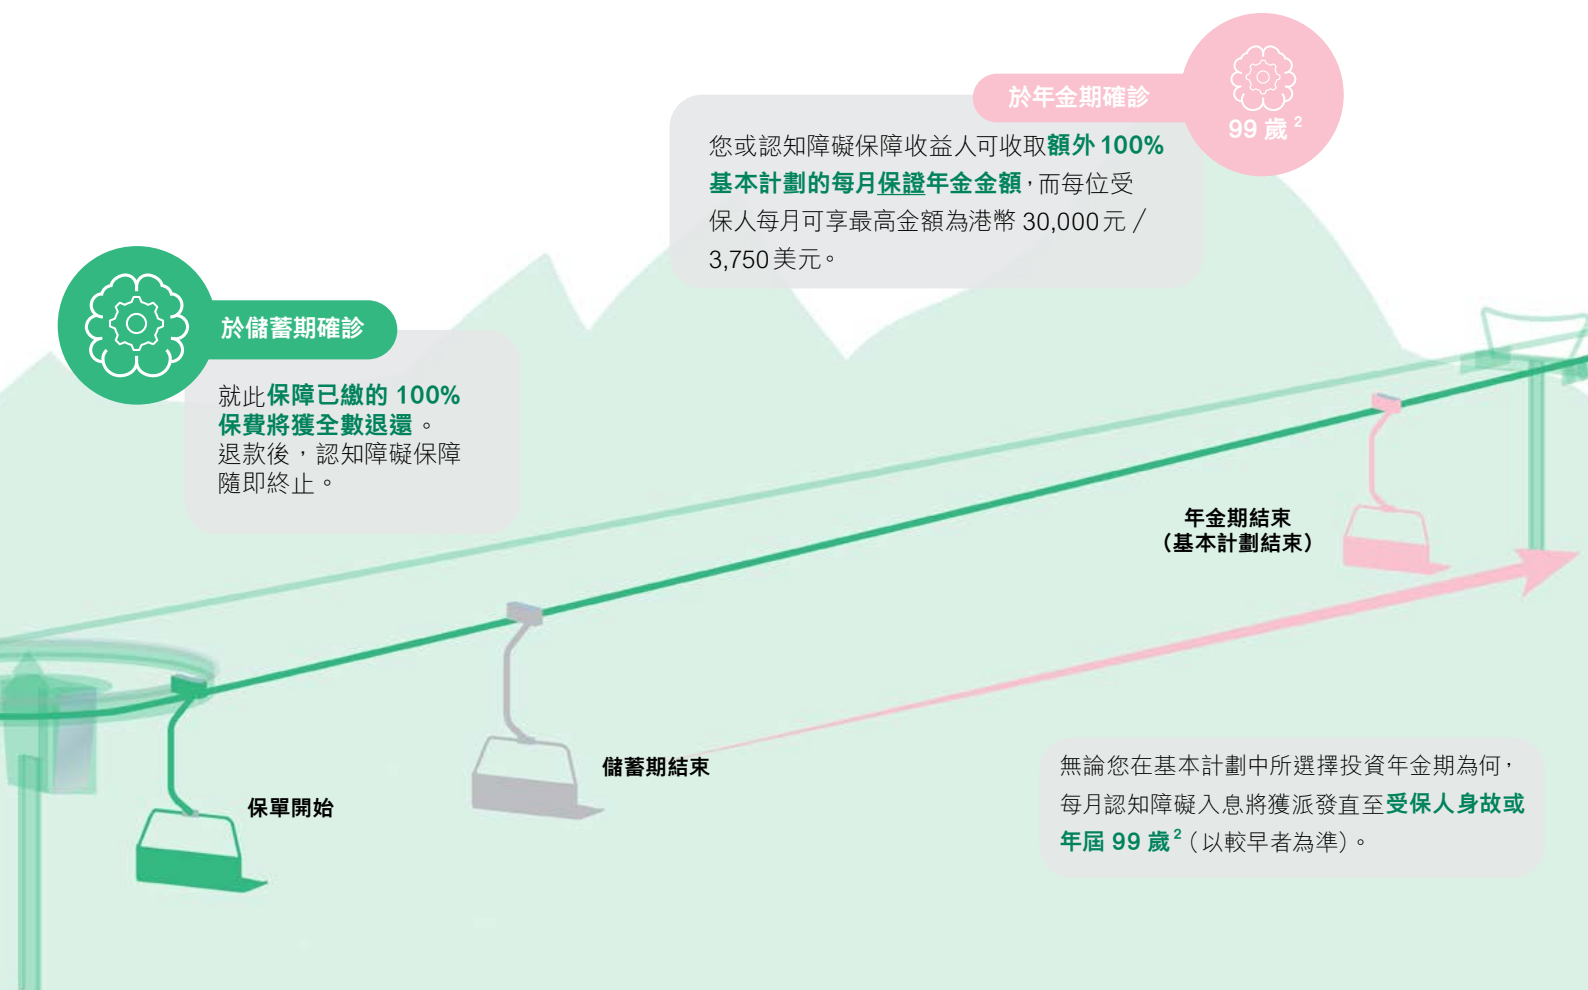 於年金期確診
99 歲 2
您或認知障礙保障收益人可收取額外 100%
基本計劃的每月保證年金金額，而每位受
保人每月可享最高金額為港幣 30,000 元 /
3,750 美元。
於儲蓄期確診
就此保障已繳的 100%
保費將獲全數退還。
退款後，認知障礙保障
隨即終止。
年金期結束
（基本計劃結束）
儲蓄期結束
保單開始
無論您在基本計劃中所選擇投資年金期為何，
每月認知障礙入息將獲派發直至受保人身故或
年屆 99 歲 2（以較早者為準）。